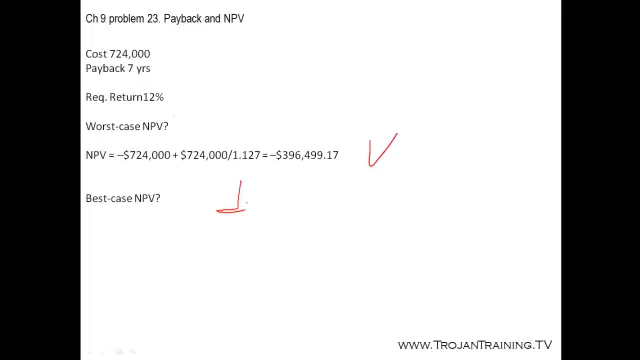 Ch 9 problem 23. Payback and NPV
Cost 724,000
Payback 7 yrs
Req. Return12%
Worst-case NPV?
NPV = –$724,000 + $724,000/1.127 = –$396,499.17
Best-case NPV?
www.TrojanTraining.TV